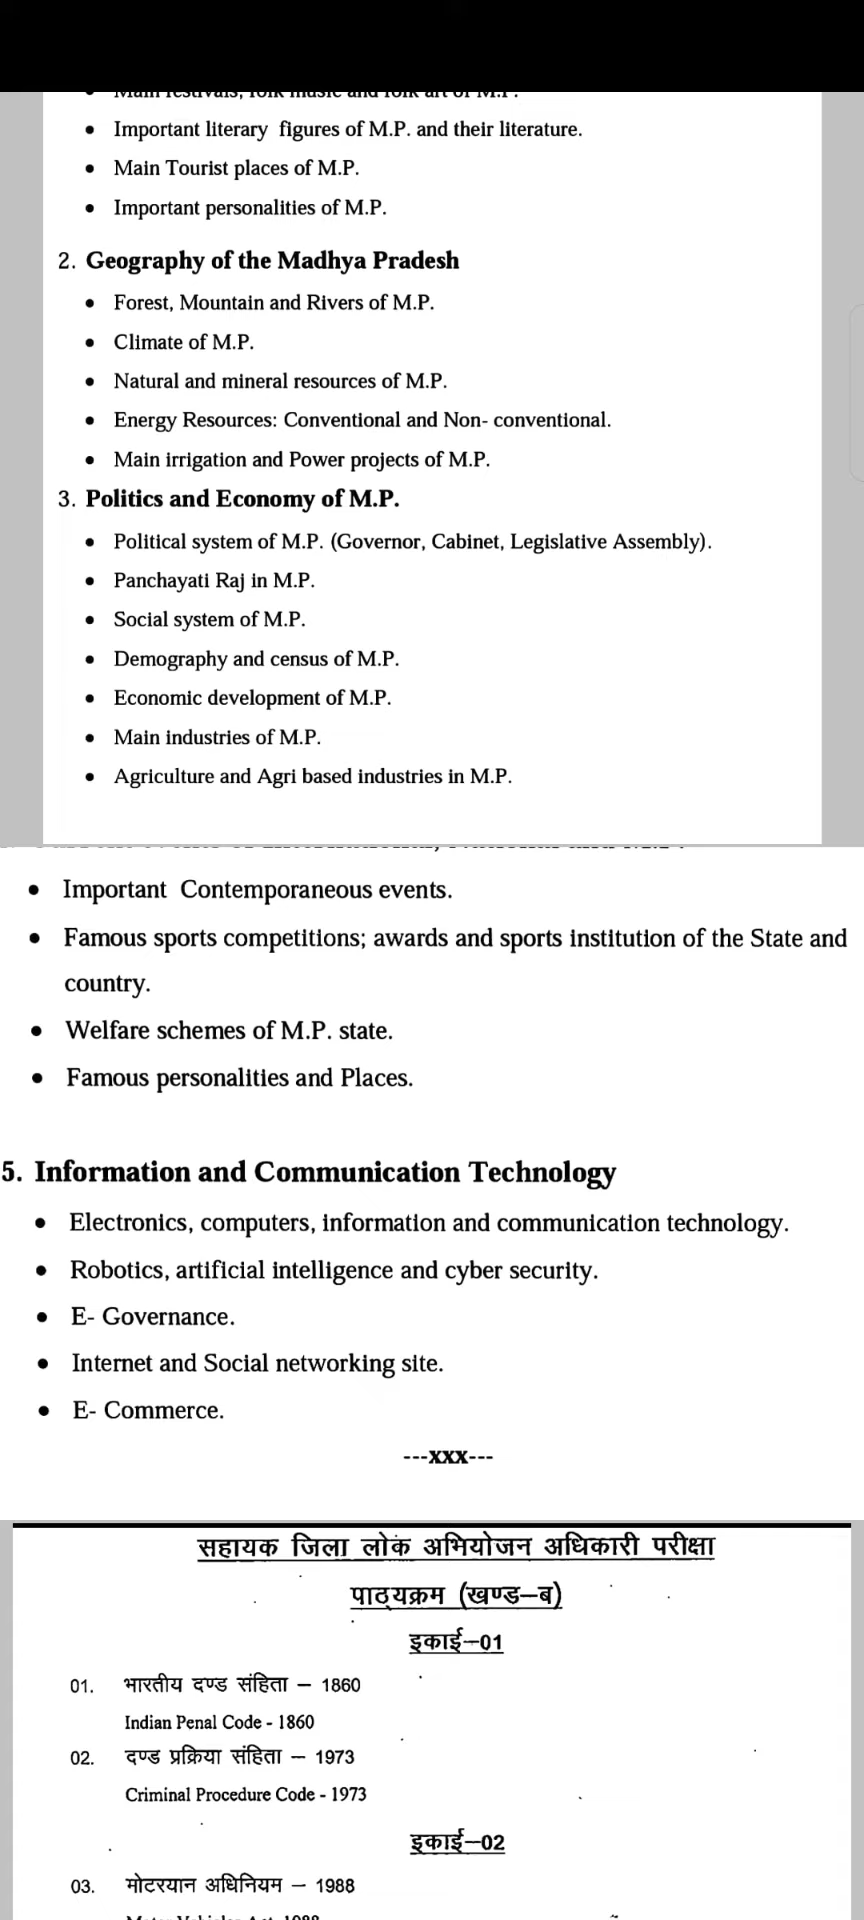 Main festivals, folk music and folk art of M.P.
• Important literary figures of M.P. and their literature.
• Main Tourist places of M.P.
• Important personalities of M.P.
2. Geography of the Madhya Pradesh
• Forest, Mountain and Rivers of M.P.
• Climate of M.P.
• Natural and mineral resources of M.P.
• Energy Resources: Conventional and Non- conventional.
• Main irrigation and Power projects of M.P.
3. Politics and Economy of M.P.
• Political system of M.P. (Governor, Cabinet, Legislative Assembly).
• Panchayati Raj in M.P.
• Social system of M.P.
• Demography and census of M.P.
• Economic development of M.P.
• Main industries of M.P.
• Agriculture and Agri based industries in M.P.
• Important Contemporaneous events.
• Famous sports competitions; awards and sports institution of the State and
country.
• Welfare schemes of M.P. state.
• Famous personalities and Places.
5. Information and Communication Technology
• Electronics, computers, information and communication technology.
• Robotics, artificial intelligence and cyber security.
• E- Governance.
• Internet and Social networking site.
• E- Commerce.
---xxx---
सहायक जिला लोक अभियोजन अधिकारी परीक्षा
पाठ्यक्रम (खण्ड–ब)
इकाई–01
01. भारतीय दण्ड संहिता – 1860
Indian Penal Code - 1860
02. दण्ड प्रक्रिया संहिता – 1973
Criminal Procedure Code - 1973
इकाई–02
03. मोटरयान अधिनियम – 1988